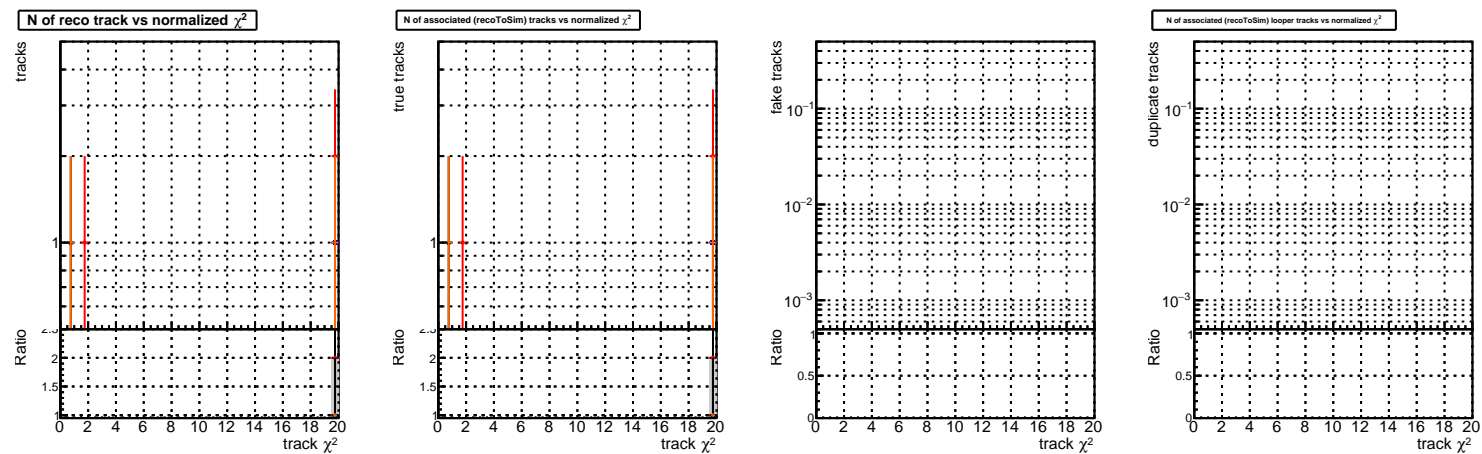 N of reco track vs normalized χ²
tracks
1
Ratio
2.5
2
1.5
1
0 2 4 6 8 10 12 14 16 18 20
track χ²
N of associated (recoToSim) tracks vs normalized χ²
true tracks
1
Ratio
2.5
2
1.5
1
0 2 4 6 8 10 12 14 16 18 20
track χ²
fake tracks
10⁻¹
10⁻²
10⁻³
Ratio
1
0.5
0
0 2 4 6 8 10 12 14 16 18 20
track χ²
N of associated (recoToSim) looper tracks vs normalized χ²
duplicate tracks
10⁻¹
10⁻²
10⁻³
Ratio
1
0.5
0
0 2 4 6 8 10 12 14 16 18 20
track χ²